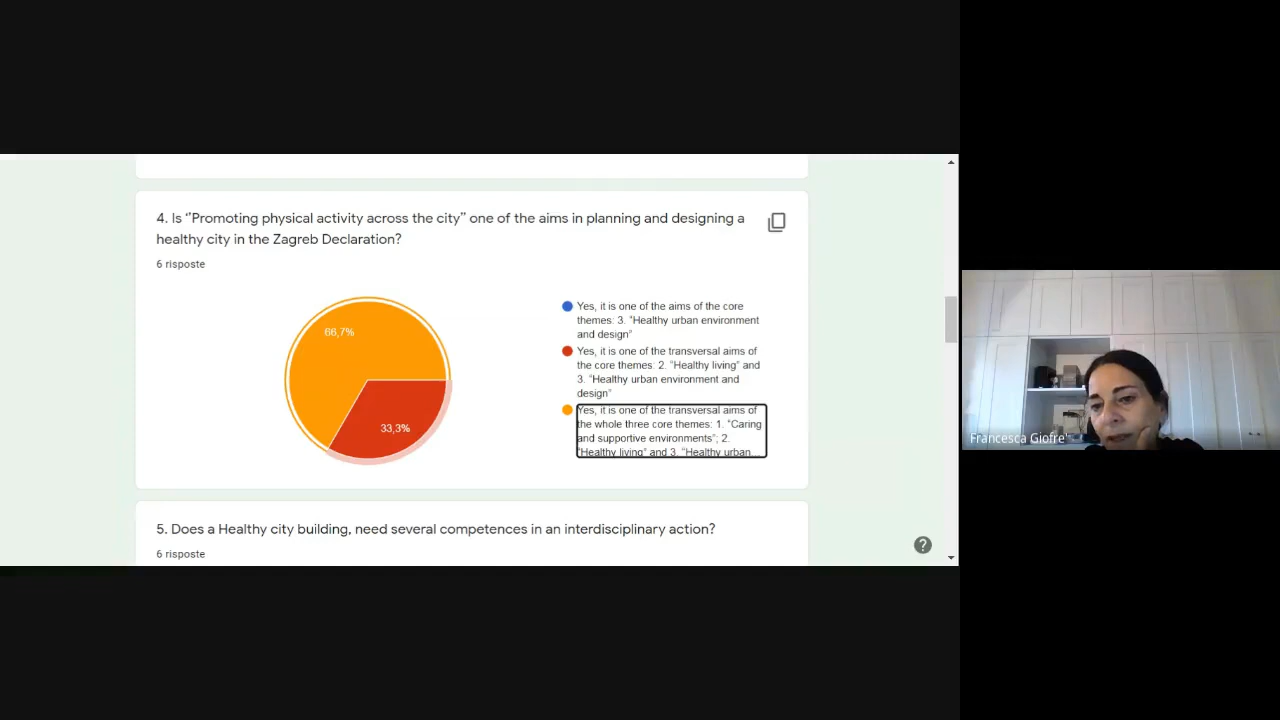 4. Is “Promoting physical activity across the city” one of the aims in planning and designing a
healthy city in the Zagreb Declaration?
6 risposte
66,7%
33,3%
Yes, it is one of the aims of the core
themes: 3. “Healthy urban environment
and design”
Yes, it is one of the transversal aims of
the core themes: 2. “Healthy living” and
3. “Healthy urban environment and
design”
Yes, it is one of the transversal aims of
the whole three core themes: 1. “Caring
and supportive environments”; 2.
“Healthy living” and 3. “Healthy urban...
5. Does a Healthy city building, need several competences in an interdisciplinary action?
6 risposte
?
Francesca Giofre'